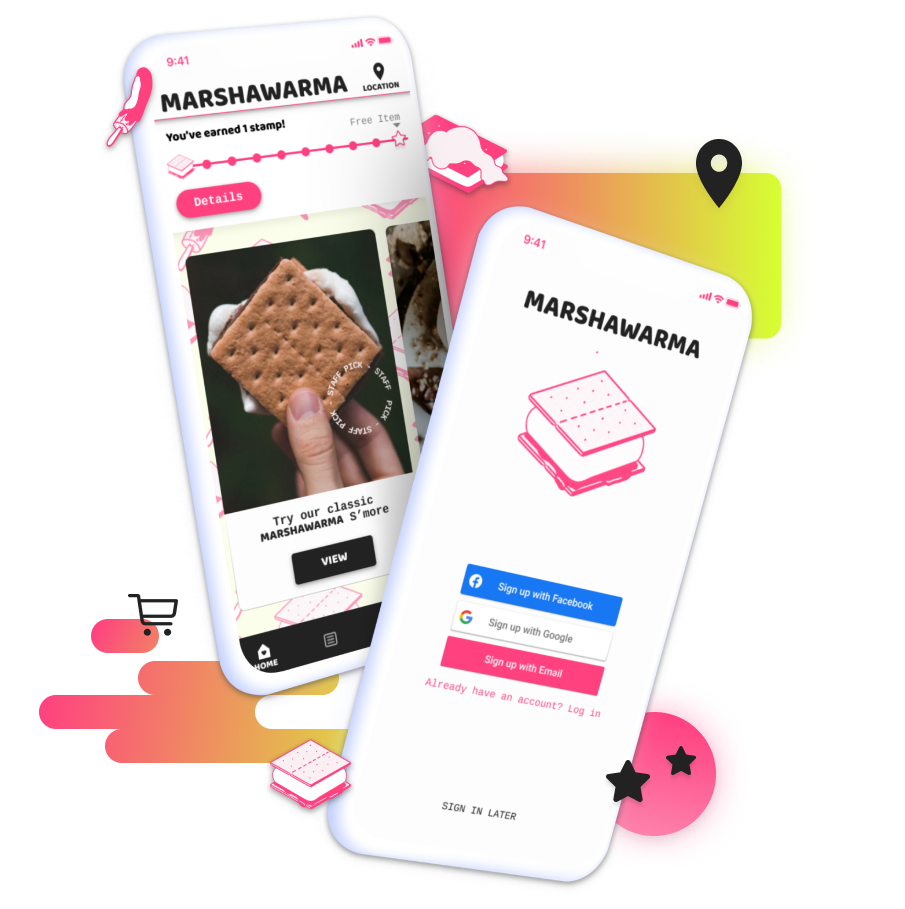 9:41
MARSHAWARMA
LOCATION
You've earned 1 stamp!
Free Item
Details
STAFF PICK · STAFF PICK · STAFF PICK ·
Try our classic
MARSHAWARMA S'more
VIEW
HOME
9:41
MARSHAWARMA
Sign up with Facebook
Sign up with Google
Sign up with Email
Already have an account? Log in
SIGN IN LATER